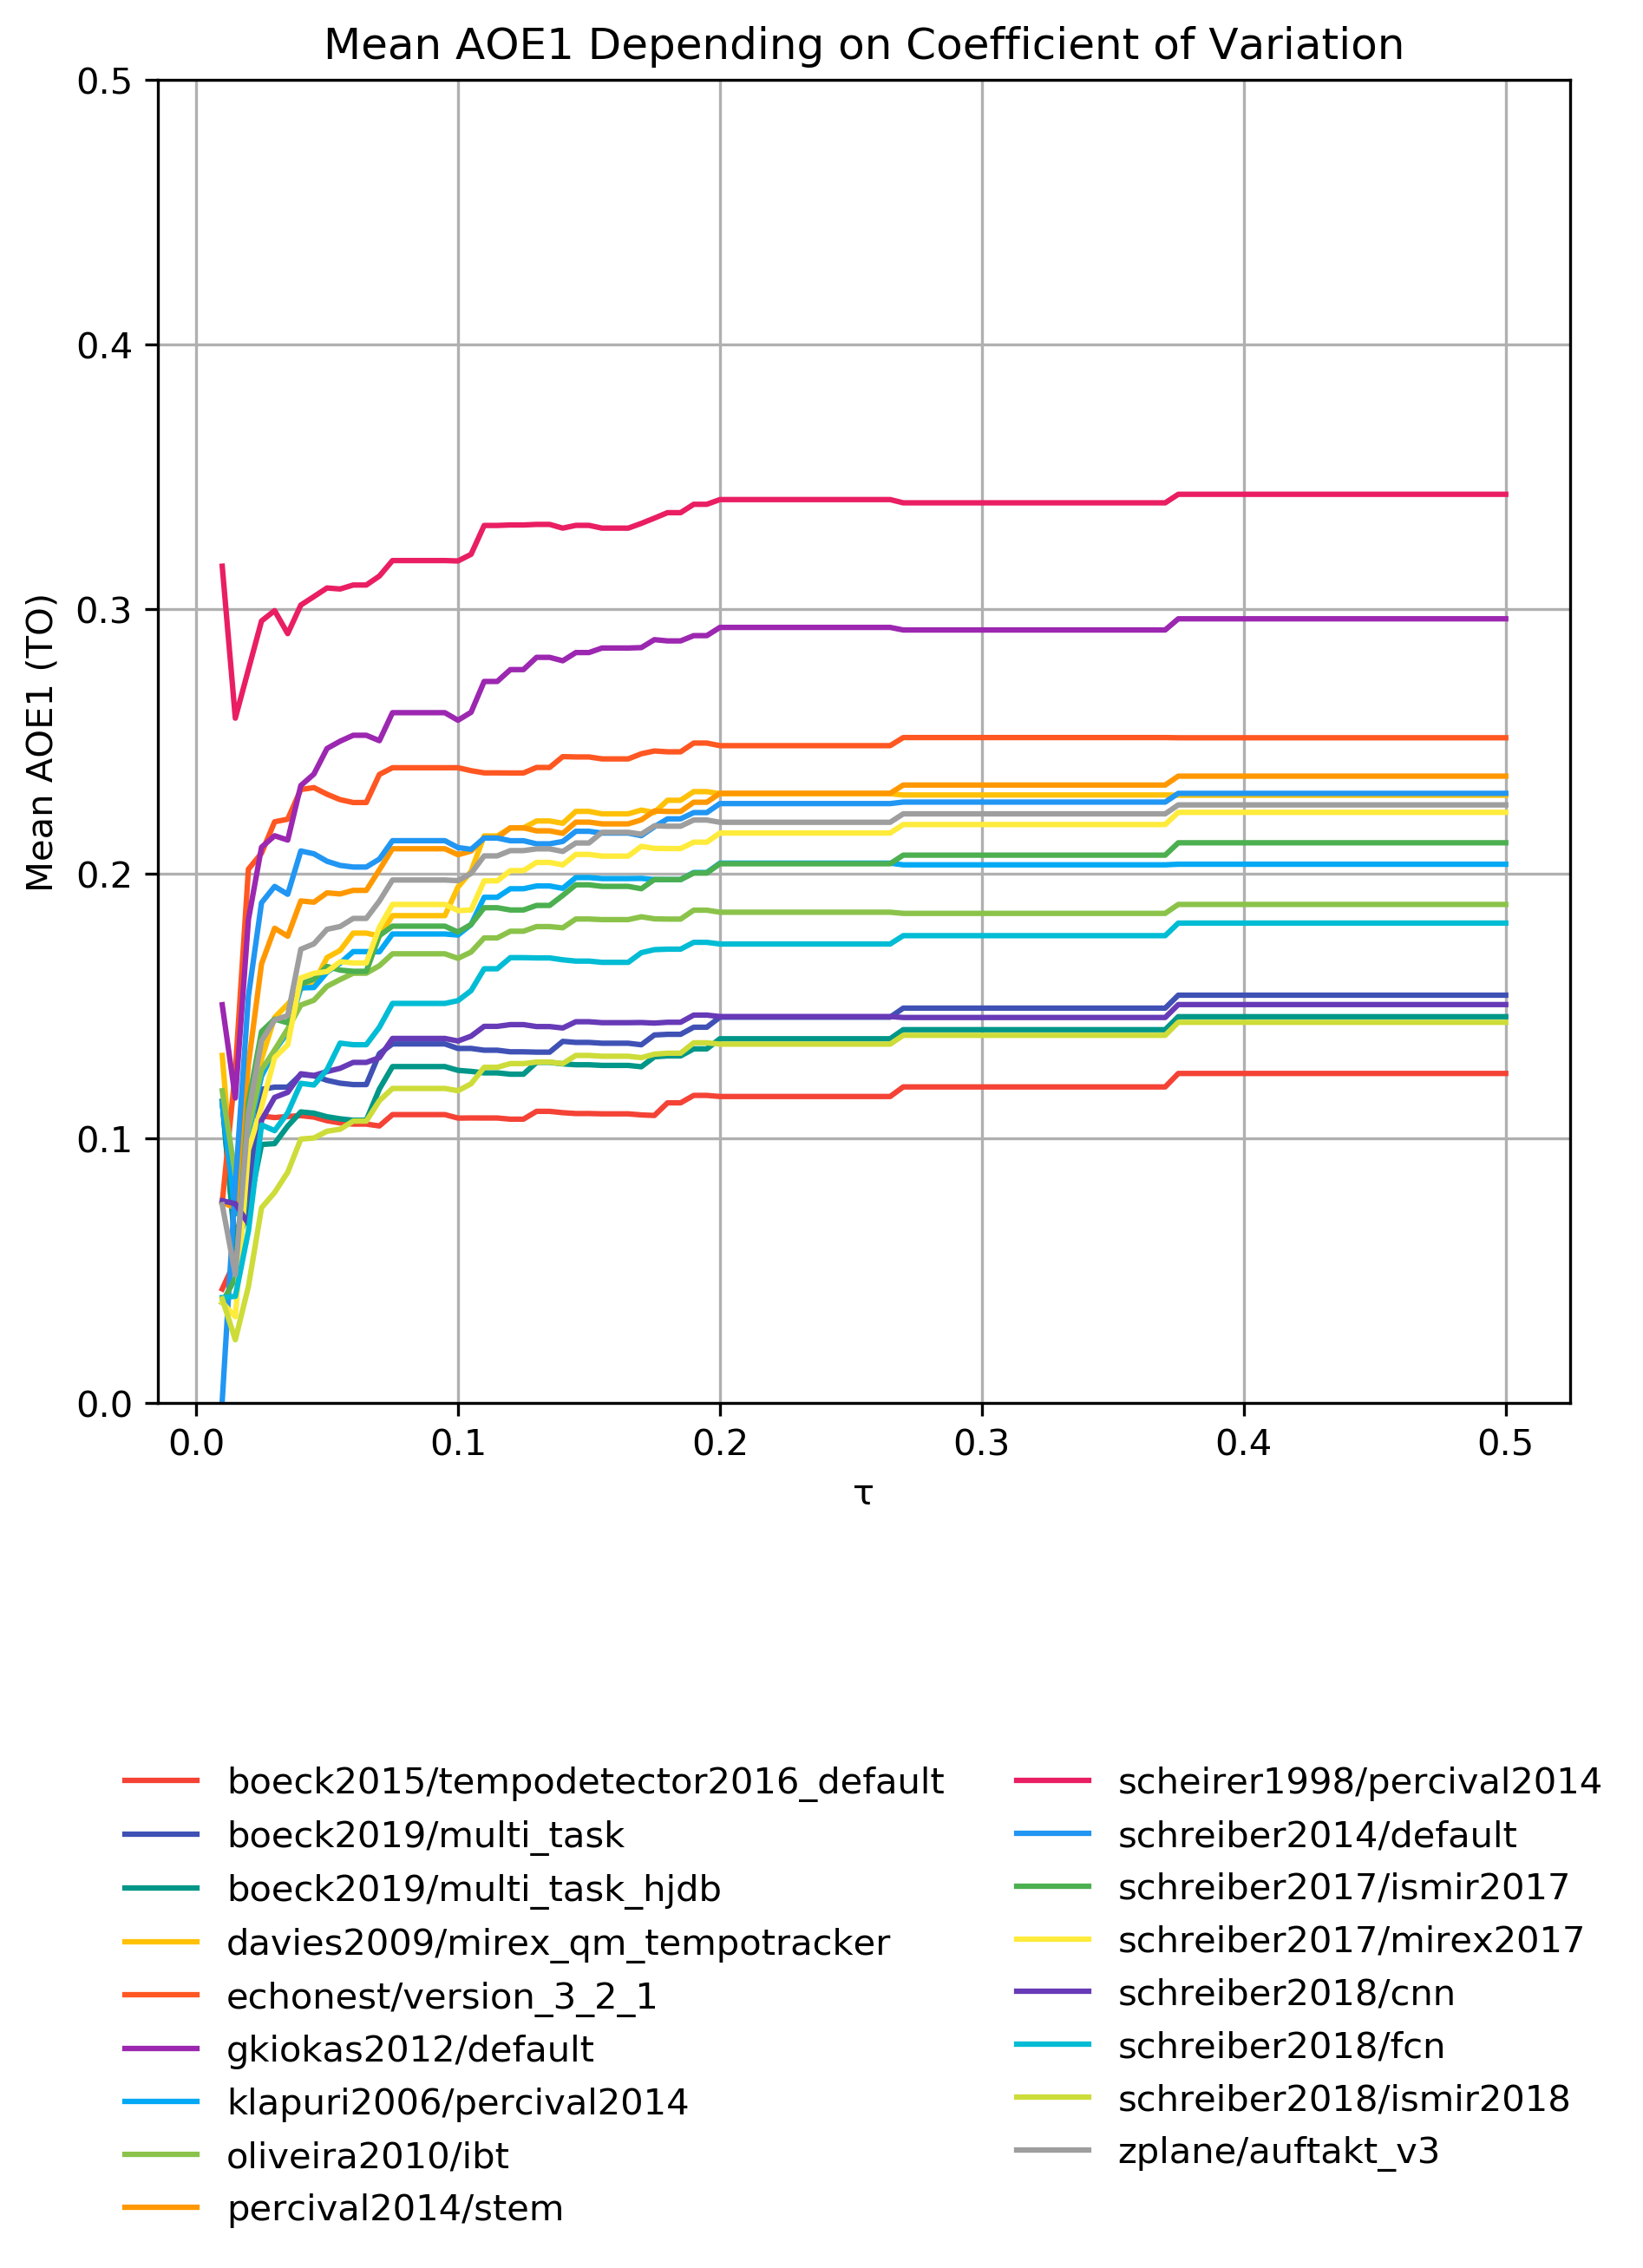 Mean AOE1 Depending on Coefficient of Variation
0.5
0.4
0.3
0.2
0.1
0.0
Mean AOE1 (TO)
0.0 0.1 0.2 0.3 0.4 0.5
τ
boeck2015/tempodetector2016_default
boeck2019/multi_task
boeck2019/multi_task_hjdb
davies2009/mirex_qm_tempotracker
echonest/version_3_2_1
gkiokas2012/default
klapuri2006/percival2014
oliveira2010/ibt
percival2014/stem
scheirer1998/percival2014
schreiber2014/default
schreiber2017/ismir2017
schreiber2017/mirex2017
schreiber2018/cnn
schreiber2018/fcn
schreiber2018/ismir2018
zplane/auftakt_v3